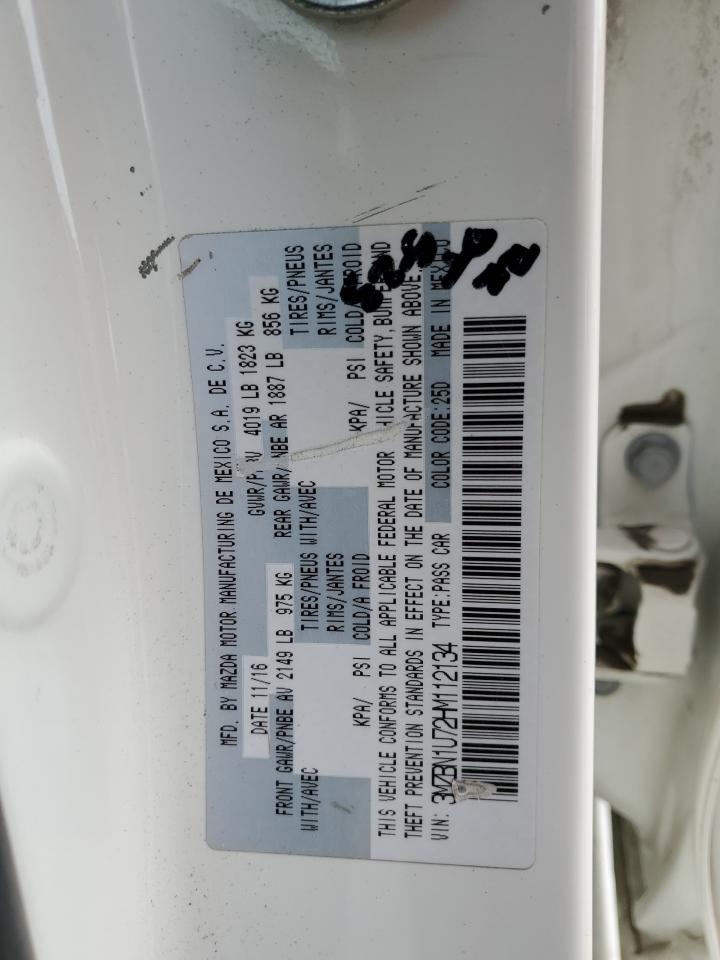 MFD. BY MAZDA MOTOR MANUFACTURING DE MEXICO S.A. DE C.V.
DATE 11/16 GVWR/P V 4019 LB 1823 KG
FRONT GAWR/PNBE AV 2149 LB 975 KG REAR GAWR/PNBE AR 1887 LB 856 KG
WITH/AVEC TIRES/PNEUS WITH/AVEC TIRES/PNEUS
RIMS/JANTES RIMS/JANTES
KPA/ PSI COLD/A FROID KPA/ PSI COLD/A FROID
THIS VEHICLE CONFORMS TO ALL APPLICABLE FEDERAL MOTOR VEHICLE SAFETY, AND
THEFT PREVENTION STANDARDS IN EFFECT ON THE DATE OF MANUFACTURE SHOWN ABOVE.
VIN: 3MZBN1U72HM112134 TYPE:PASS CAR COLOR CODE:25D MADE IN MEXICO